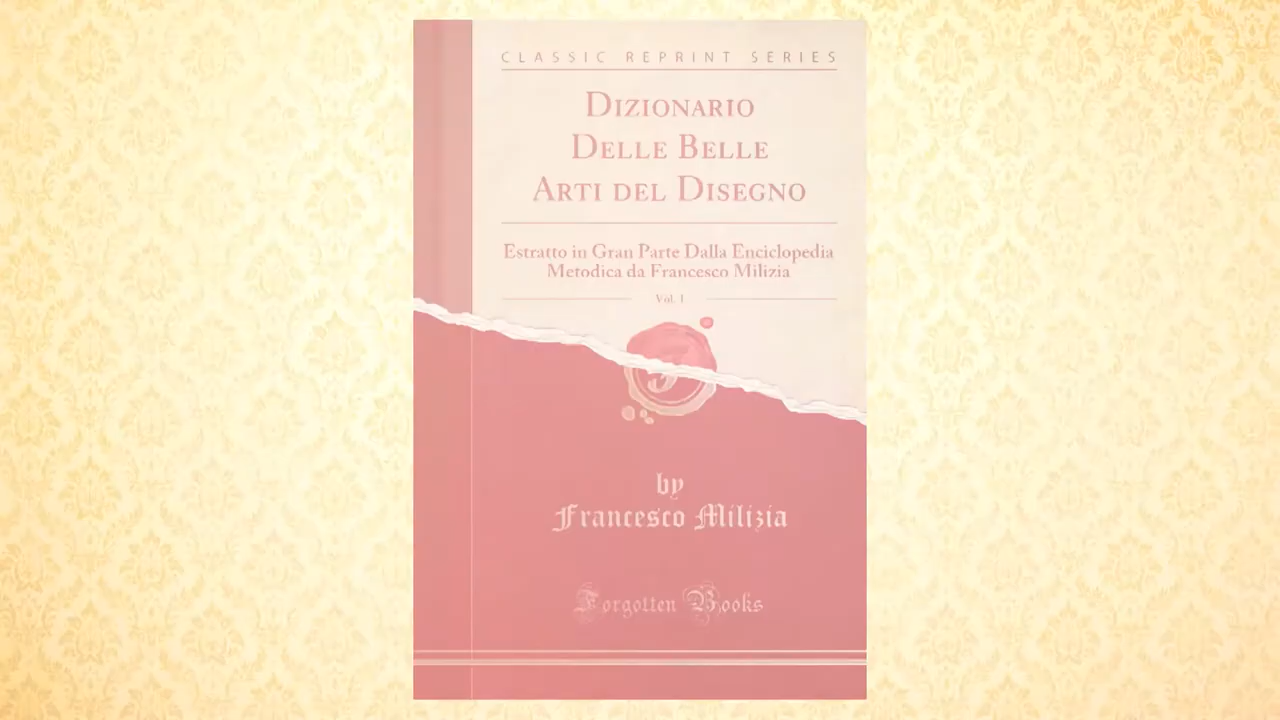 CLASSIC REPRINT SERIES
Dizionario
Delle Belle
Arti del Disegno
Estratto in Gran Parte Dalla Enciclopedia
Metodica da Francesco Milizia
Vol. 1
F
by
Francesco Milizia
Forgotten Books